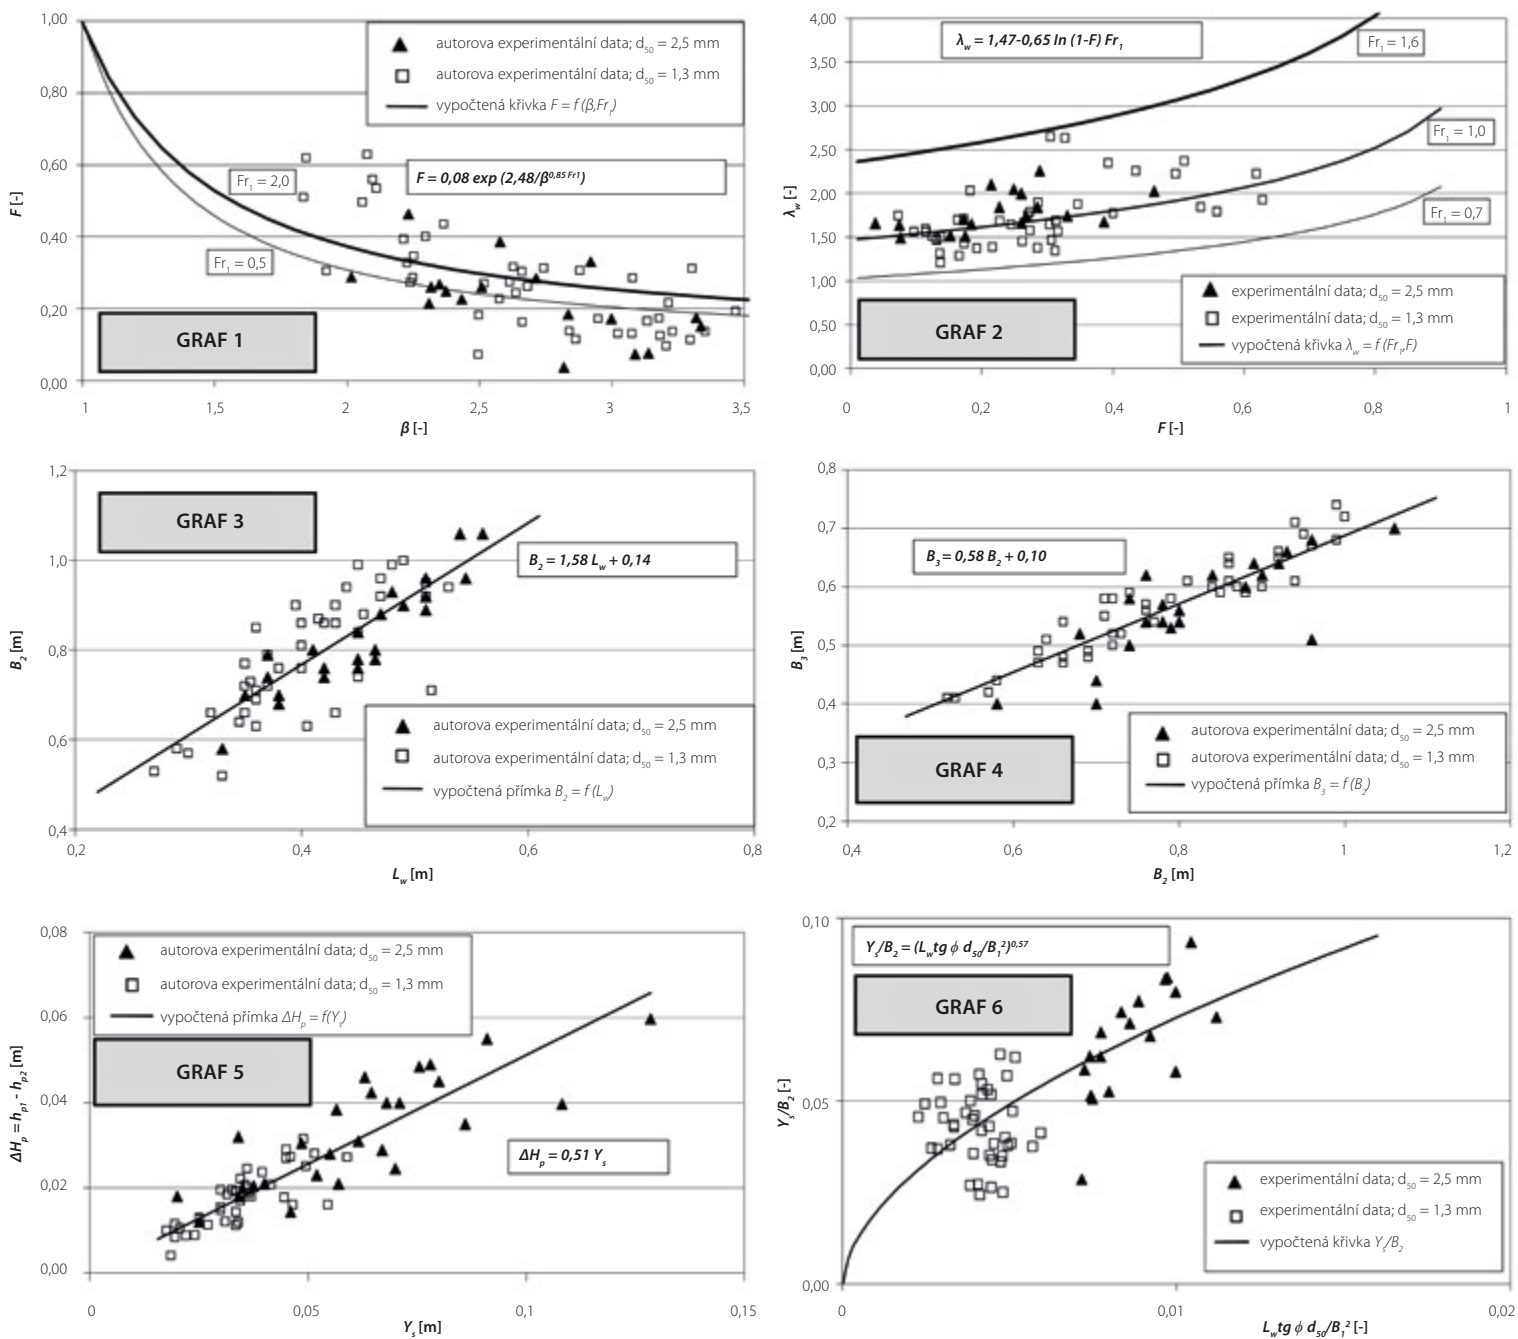 1,00
0,80
0,60
0,40
0,20
0,00
F [-]
1
1,5
2
2,5
3
3,5
β [-]
▲ autorova experimentální data; d50 = 2,5 mm
□ autorova experimentální data; d50 = 1,3 mm
vypočtená křivka F = f (β,Fr1)
F = 0,08 exp (2,48/β^0,85 Fr1)
Fr1 = 2,0
Fr1 = 0,5
GRAF 1
4,00
3,50
3,00
2,50
2,00
1,50
1,00
0,50
0,00
λw [-]
0
0,2
0,4
0,6
0,8
1
F [-]
λw = 1,47-0,65 ln (1-F) Fr1
Fr1 = 1,6
Fr1 = 1,0
Fr1 = 0,7
▲ experimentální data; d50 = 2,5 mm
□ experimentální data; d50 = 1,3 mm
vypočtená křivka λw = f (Fr1,F)
GRAF 2
1,2
1,0
0,8
0,6
0,4
B2 [m]
0,2
0,4
0,6
0,8
Lw [m]
GRAF 3
B2 = 1,58 Lw + 0,14
▲ autorova experimentální data; d50 = 2,5 mm
□ autorova experimentální data; d50 = 1,3 mm
vypočtená přímka B2 = f (Lw)
0,8
0,7
0,6
0,5
0,4
0,3
0,2
B3 [m]
0,4
0,6
0,8
1
1,2
B2 [m]
B3 = 0,58 B2 + 0,10
▲ autorova experimentální data; d50 = 2,5 mm
□ autorova experimentální data; d50 = 1,3 mm
vypočtená přímka B3 = f (B2)
GRAF 4
0,08
0,06
0,04
0,02
0,00
ΔHp = hp1 - hp2 [m]
0
0,05
0,1
0,15
Ys [m]
▲ autorova experimentální data; d50 = 2,5 mm
□ autorova experimentální data; d50 = 1,3 mm
vypočtená přímka ΔHp = f(Ys)
GRAF 5
ΔHp = 0,51 Ys
0,10
0,05
0,00
Ys/B2 [-]
0
0,01
0,02
Lwtg ϕ d50/B1² [-]
Ys/B2 = (Lwtg ϕ d50/B1²)^0,57
GRAF 6
▲ experimentální data; d50 = 2,5 mm
□ experimentální data; d50 = 1,3 mm
vypočtená křivka Ys/B2